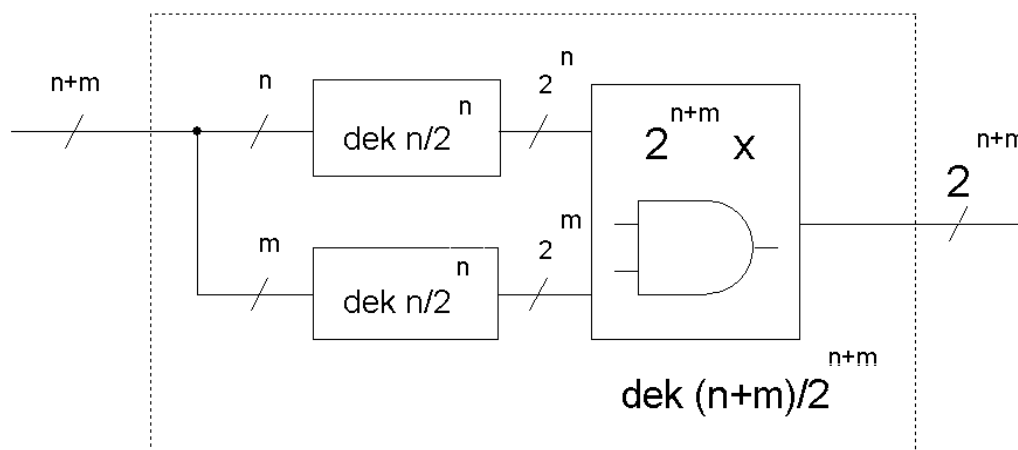 n+m
n
dek n/2^n
2^n
2^{n+m} x
2^{n+m}
m
dek n/2^n
2^m
dek (n+m)/2^{n+m}